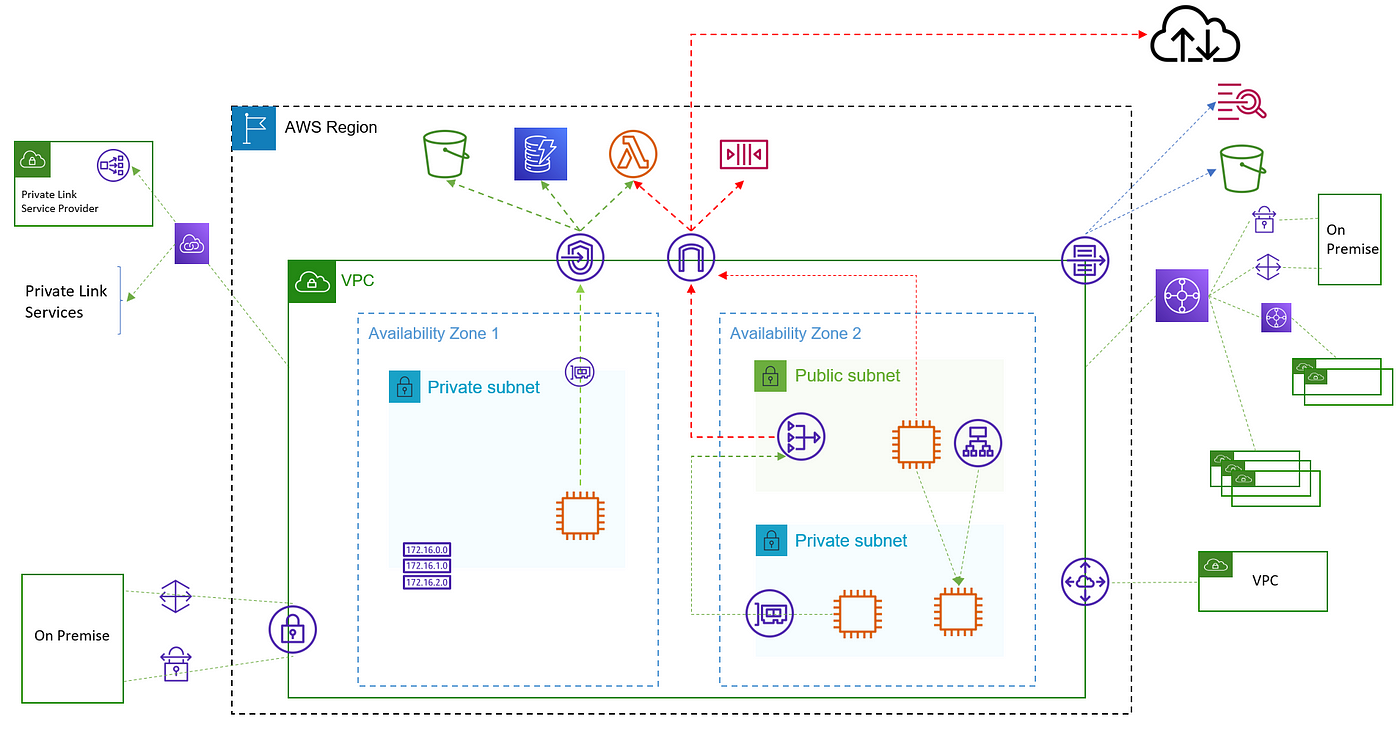 AWS Region
Private Link
Service Provider
On
Premise
VPC
Private Link
Services
Availability Zone 1
Availability Zone 2
Private subnet
Public subnet
172.16.0.0
172.16.1.0
172.16.2.0
Private subnet
VPC
On Premise